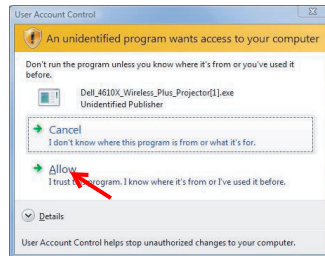 User Account Control
An unidentified program wants access to your computer
Don't run the program unless you know where it's from or you've used it
before.
Dell_4610X_Wireless_Plus_Projector[1].exe
Unidentified Publisher
Cancel
I don't know where this program is from or what it's for.
Allow
I trust program. I know where it's from or I've used it before.
Details
User Account Control helps stop unauthorized changes to your computer.